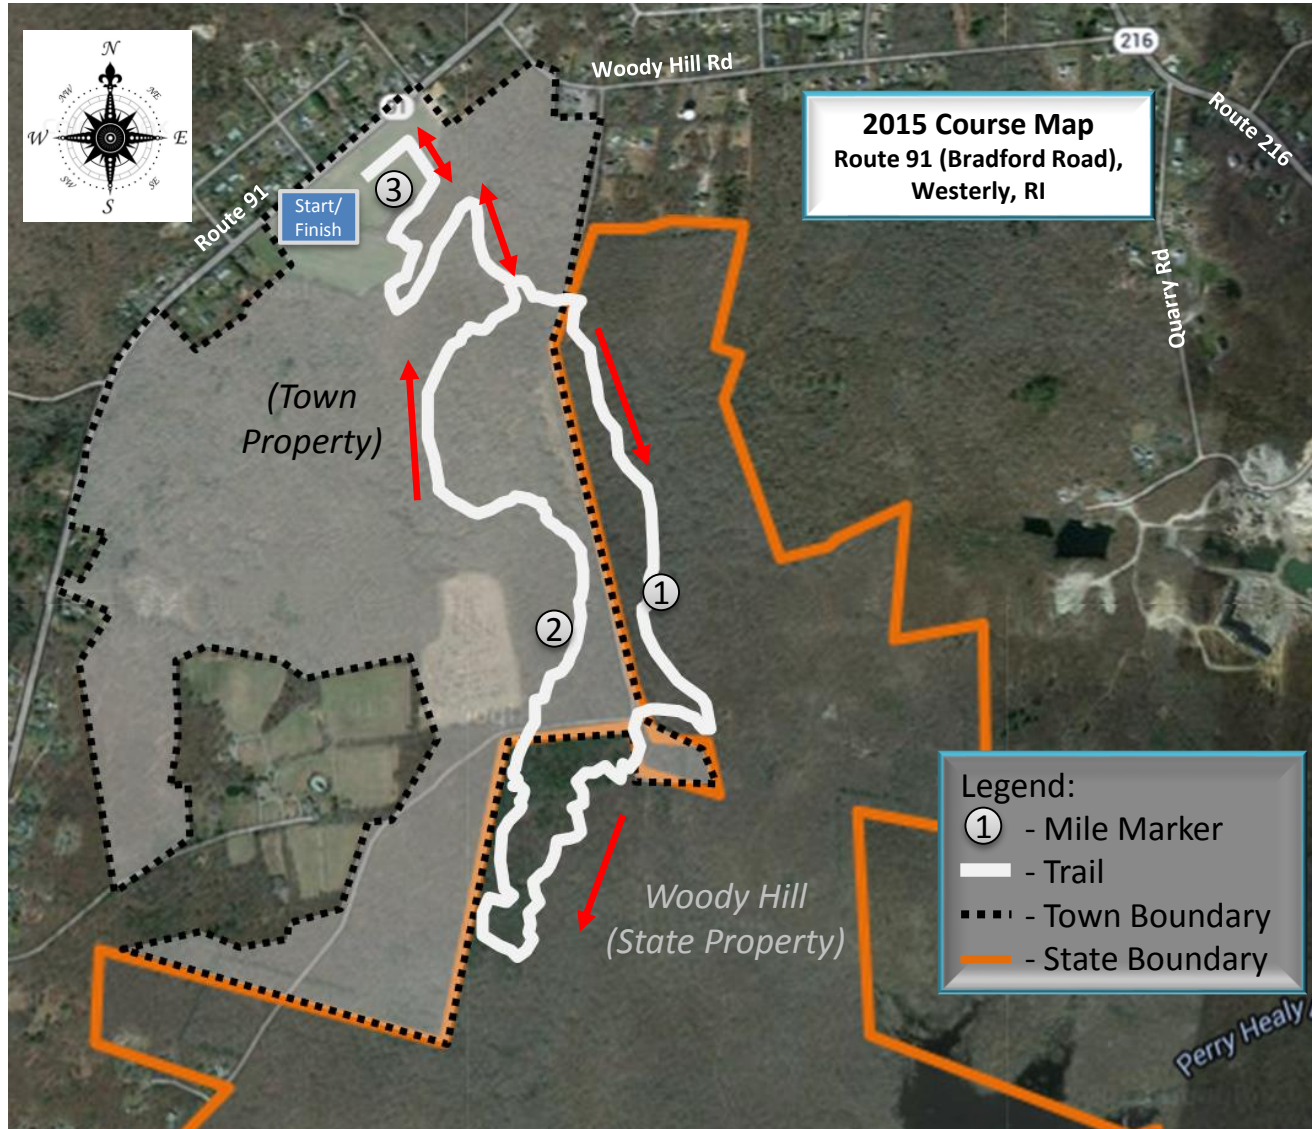 N
NW
NE
W
E
SW
SE
S
Woody Hill Rd
216
Route 216
2015 Course Map
Route 91 (Bradford Road),
Westerly, RI
91
3
Start/
Finish
Route 91
Quarry Rd
(Town
Property)
1
2
Woody Hill
(State Property)
Legend:
1 - Mile Marker
- Trail
- Town Boundary
- State Boundary
Perry Healy